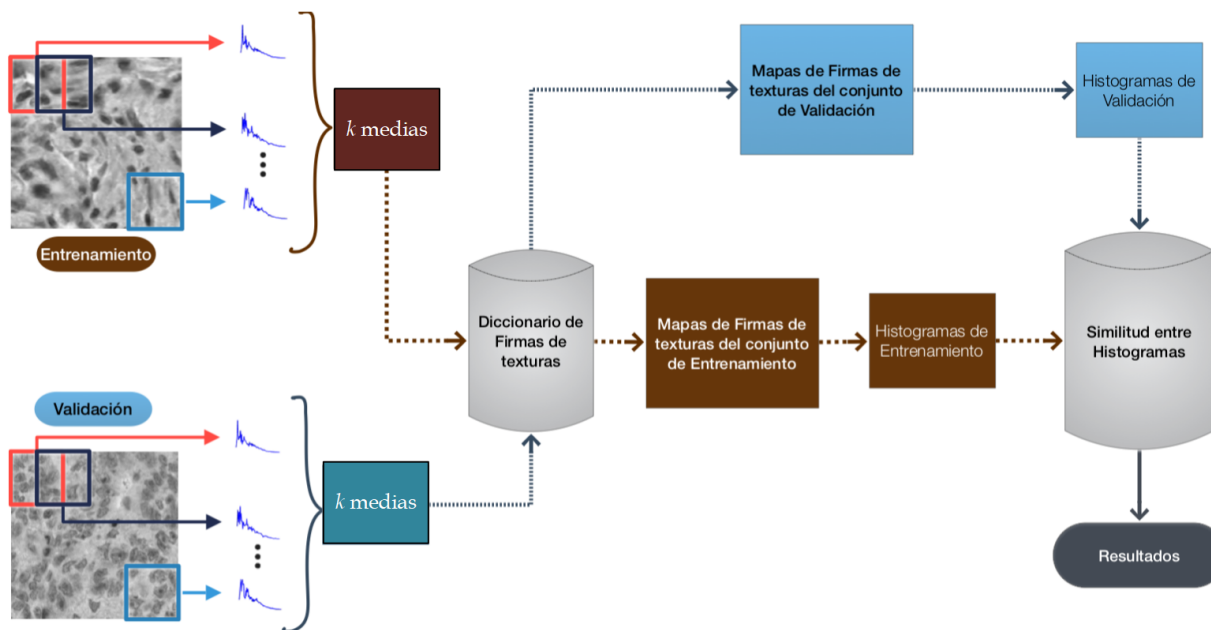 Entrenamiento
k medias
Mapas de Firmas de
texturas del conjunto
de Validación
Histogramas de
Validación
Diccionario de
Firmas de
texturas
Mapas de Firmas de
texturas del conjunto
de Entrenamiento
Histogramas de
Entrenamiento
Similitud entre
Histogramas
Validación
k medias
Resultados